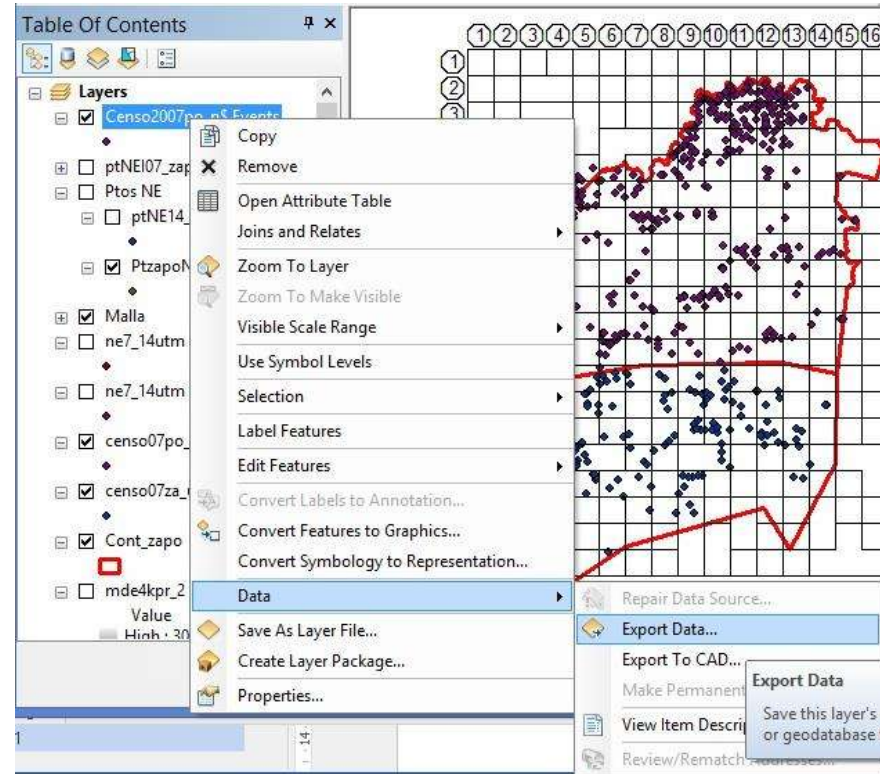 Table Of Contents
1 2 3 4 5 6 7 8 9 10 11 12 13 14 15 16
1
2
3
Layers
Censo2007po_n$ Events
ptNEI07_zap
Ptos NE
ptNE14_
PtzapoN
Malla
ne7_14utm
ne7_14utm
censo07po_
censo07za_
Cont_zapo
mde4kpr_2
Value
High : 30
Copy
Remove
Open Attribute Table
Joins and Relates
Zoom To Layer
Zoom To Make Visible
Visible Scale Range
Use Symbol Levels
Selection
Label Features
Edit Features
Convert Labels to Annotation...
Convert Features to Graphics...
Convert Symbology to Representation...
Data
Save As Layer File...
Create Layer Package...
Properties...
Repair Data Source...
Export Data...
Export To CAD...
Make Permanent
View Item Descrip
Review/Rematch Addresses...
Export Data
Save this layer's
or geodatabase
1
14